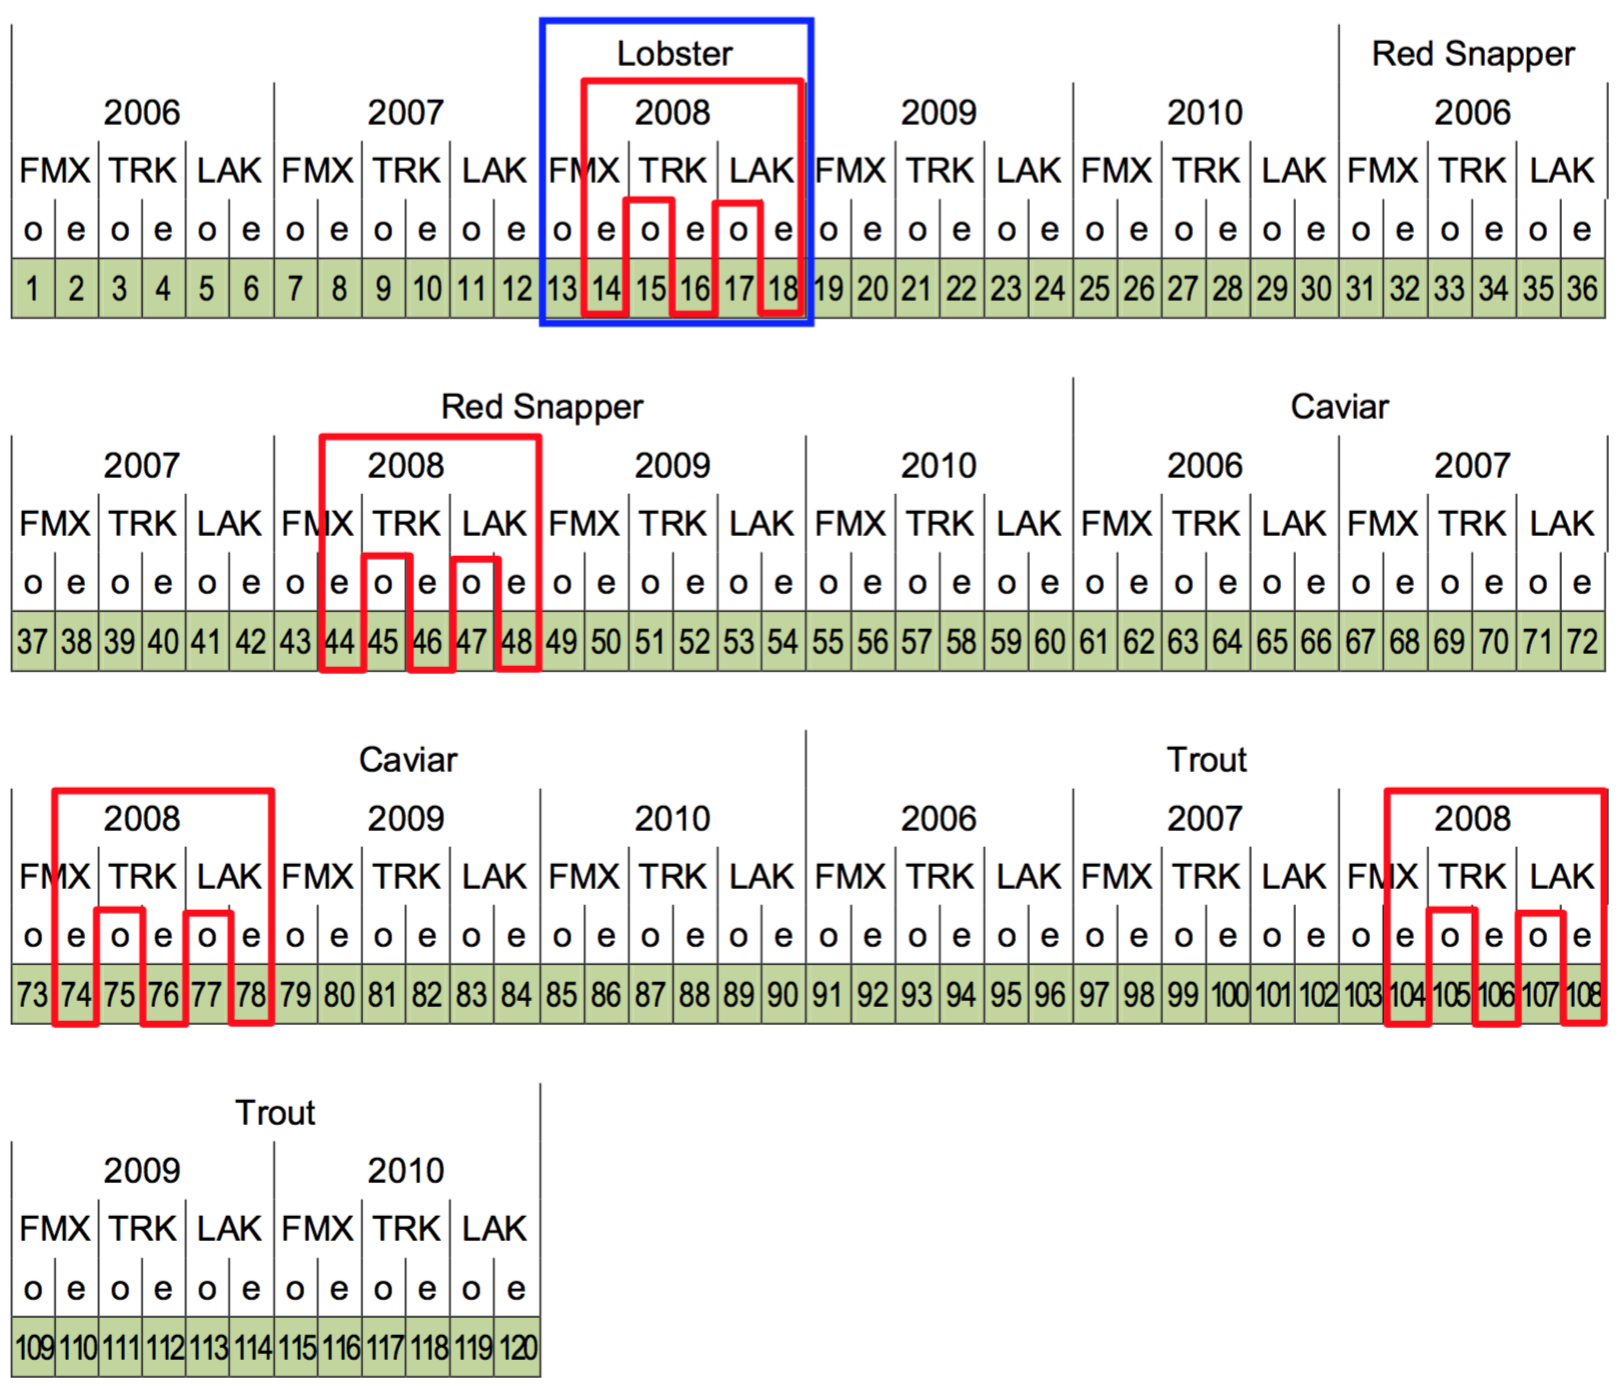 Lobster Red Snapper
2006 2007 2008 2009 2010 2006
FMX TRK LAK FMX TRK LAK FMX TRK LAK FMX TRK LAK FMX TRK LAK FMX TRK LAK
o e o e o e o e o e o e o e o e o e o e o e o e o e o e o e o e o e o e
1 2 3 4 5 6 7 8 9 10 11 12 13 14 15 16 17 18 19 20 21 22 23 24 25 26 27 28 29 30 31 32 33 34 35 36
Red Snapper Caviar
2007 2008 2009 2010 2006 2007
FMX TRK LAK FMX TRK LAK FMX TRK LAK FMX TRK LAK FMX TRK LAK FMX TRK LAK
o e o e o e o e o e o e o e o e o e o e o e o e o e o e o e o e o e o e
37 38 39 40 41 42 43 44 45 46 47 48 49 50 51 52 53 54 55 56 57 58 59 60 61 62 63 64 65 66 67 68 69 70 71 72
Caviar Trout
2008 2009 2010 2006 2007 2008
FMX TRK LAK FMX TRK LAK FMX TRK LAK FMX TRK LAK FMX TRK LAK FMX TRK LAK
o e o e o e o e o e o e o e o e o e o e o e o e o e o e o e o e o e o e
73 74 75 76 77 78 79 80 81 82 83 84 85 86 87 88 89 90 91 92 93 94 95 96 97 98 99 100 101 102 103 104 105 106 107 108
Trout
2009 2010
FMX TRK LAK FMX TRK LAK
o e o e o e o e o e o e
109 110 111 112 113 114 115 116 117 118 119 120